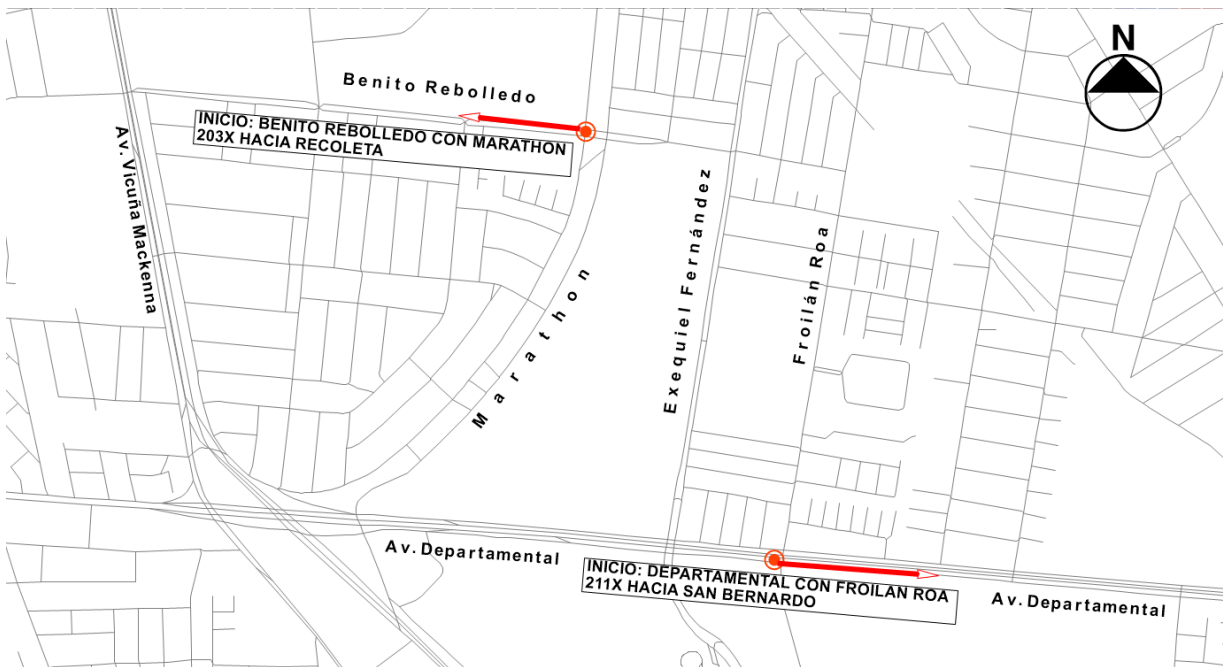 N
Benito Rebolledo
INICIO: BENITO REBOLLEDO CON MARATHON
203X HACIA RECOLETA
Av. Vicuña Mackenna
Marathon
Exequiel Fernández
Froilán Roa
Av. Departamental
INICIO: DEPARTAMENTAL CON FROILAN ROA
211X HACIA SAN BERNARDO
Av. Departamental